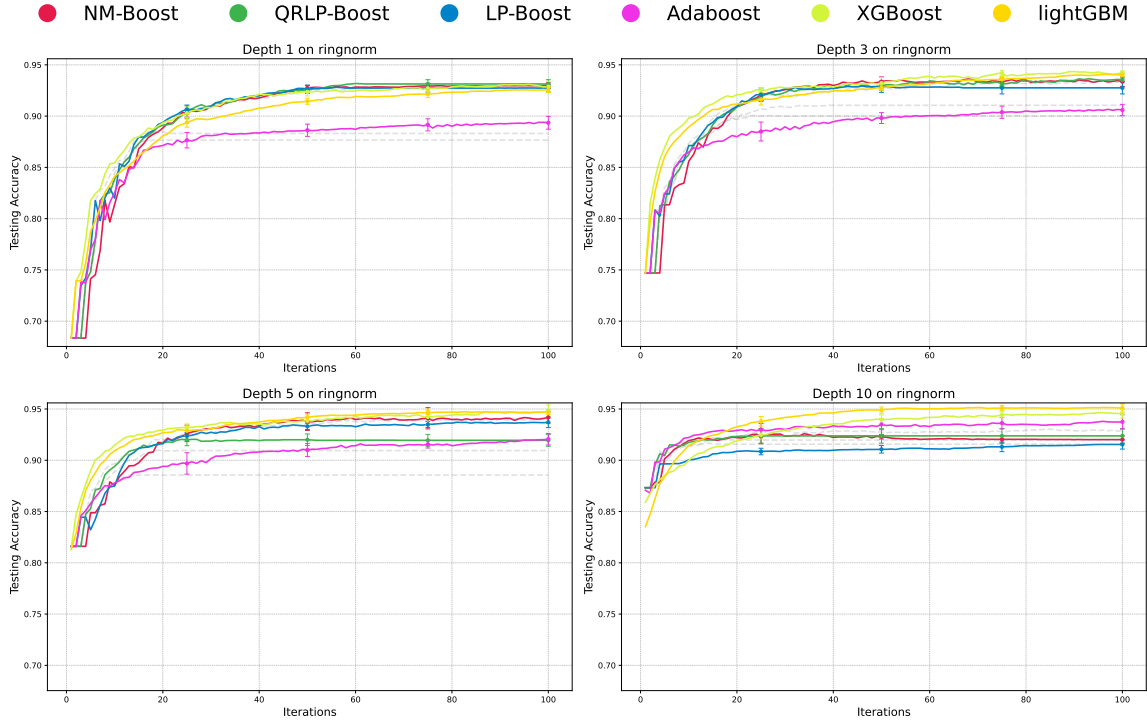 NM-Boost QRLP-Boost LP-Boost Adaboost XGBoost lightGBM
Depth 1 on ringnorm
Testing Accuracy
0.95
0.90
0.85
0.80
0.75
0.70
0 20 40 60 80 100
Iterations
Depth 3 on ringnorm
Testing Accuracy
0.95
0.90
0.85
0.80
0.75
0.70
0 20 40 60 80 100
Iterations
Depth 5 on ringnorm
Testing Accuracy
0.95
0.90
0.85
0.80
0.75
0.70
0 20 40 60 80 100
Iterations
Depth 10 on ringnorm
Testing Accuracy
0.95
0.90
0.85
0.80
0.75
0.70
0 20 40 60 80 100
Iterations